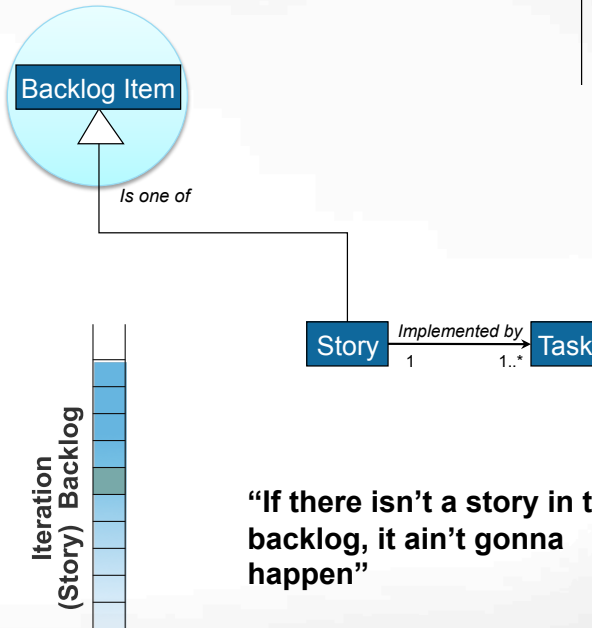 Backlog Item
Is one of
Story
Implemented by
Task
1
1..*
Iteration
(Story) Backlog
“If there isn’t a story in
backlog, it ain’t gonna
happen”